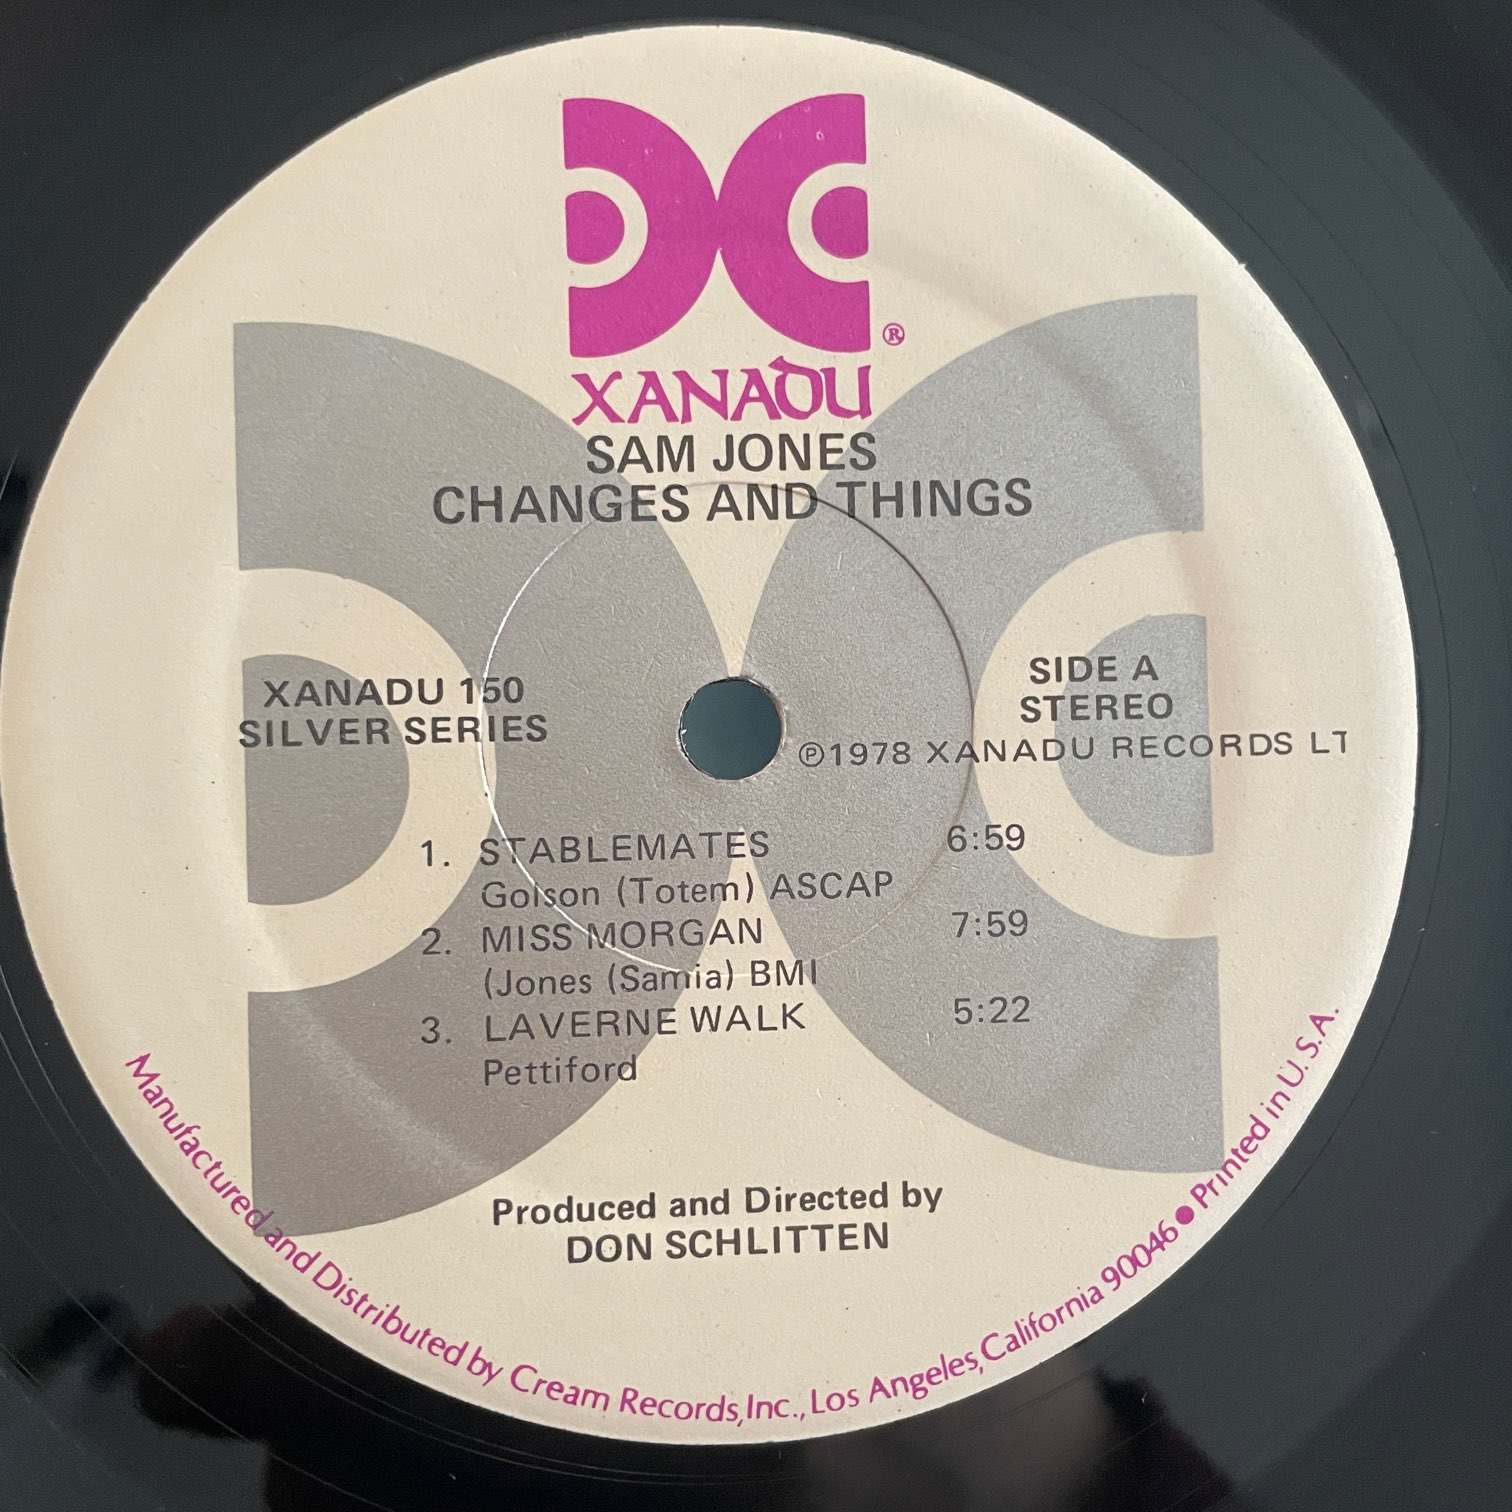 ®
XANADU
SAM JONES
CHANGES AND THINGS
XANADU 150
SILVER SERIES
SIDE A
STEREO
℗1978 XANADU RECORDS LT
1. STABLEMATES 6:59
Golson (Totem) ASCAP
2. MISS MORGAN 7:59
(Jones (Samia) BMI
3. LAVERNE WALK 5:22
Pettiford
Produced and Directed by
DON SCHLITTEN
Manufactured and Distributed by Cream Records, Inc., Los Angeles, California 90046 ● Printed in U.S.A.